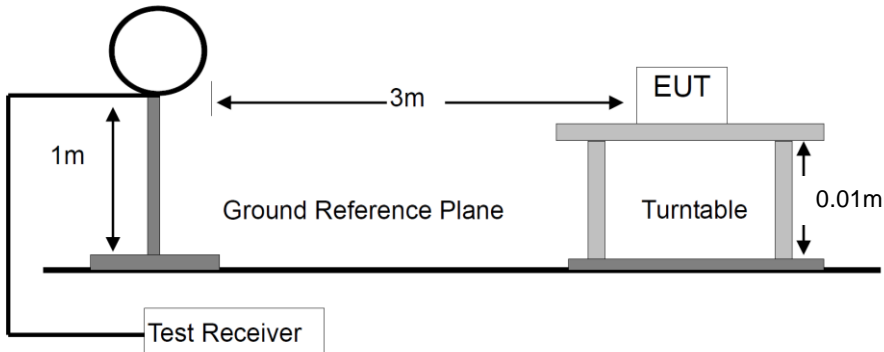 EUT
3m
1m
0.01m
Ground Reference Plane
Turntable
Test Receiver